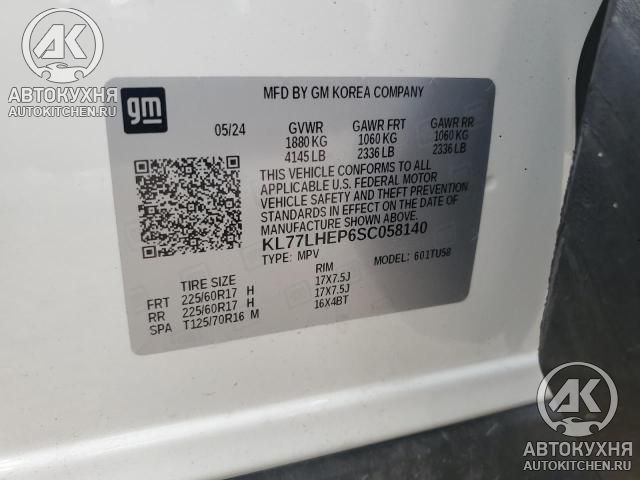 AK
АВТОКУХНЯ
AUTOKITCHEN.RU
gm
MFD BY GM KOREA COMPANY
05/24 GVWR GAWR FRT GAWR RR
1880 KG 1060 KG 1060 KG
4145 LB 2336 LB 2336 LB
THIS VEHICLE CONFORMS TO ALL
APPLICABLE U.S. FEDERAL MOTOR
VEHICLE SAFETY AND THEFT PREVENTION
STANDARDS IN EFFECT ON THE DATE OF
MANUFACTURE SHOWN ABOVE.
KL77LHEP6SC058140
TYPE: MPV MODEL: 601TU58
TIRE SIZE RIM
FRT 225/60R17 H 17X7.5J
RR 225/60R17 H 17X7.5J
SPA T125/70R16 M 16X4BT
AK
АВТОКУХНЯ
AUTOKITCHEN.RU